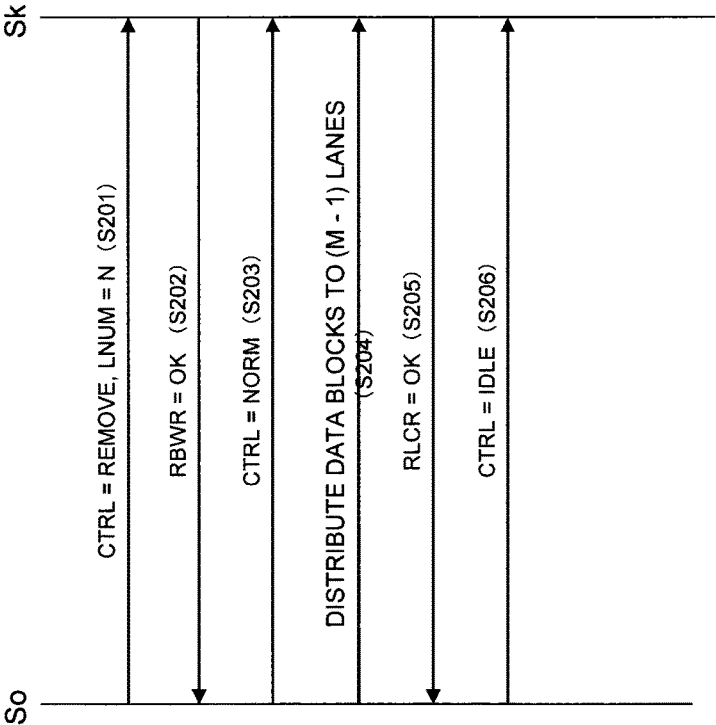 So
Sk
CTRL = REMOVE, LNUM = N (S201)
RBWR = OK (S202)
CTRL = NORM (S203)
DISTRIBUTE DATA BLOCKS TO (M - 1) LANES
(S204)
RLCR = OK (S205)
CTRL = IDLE (S206)